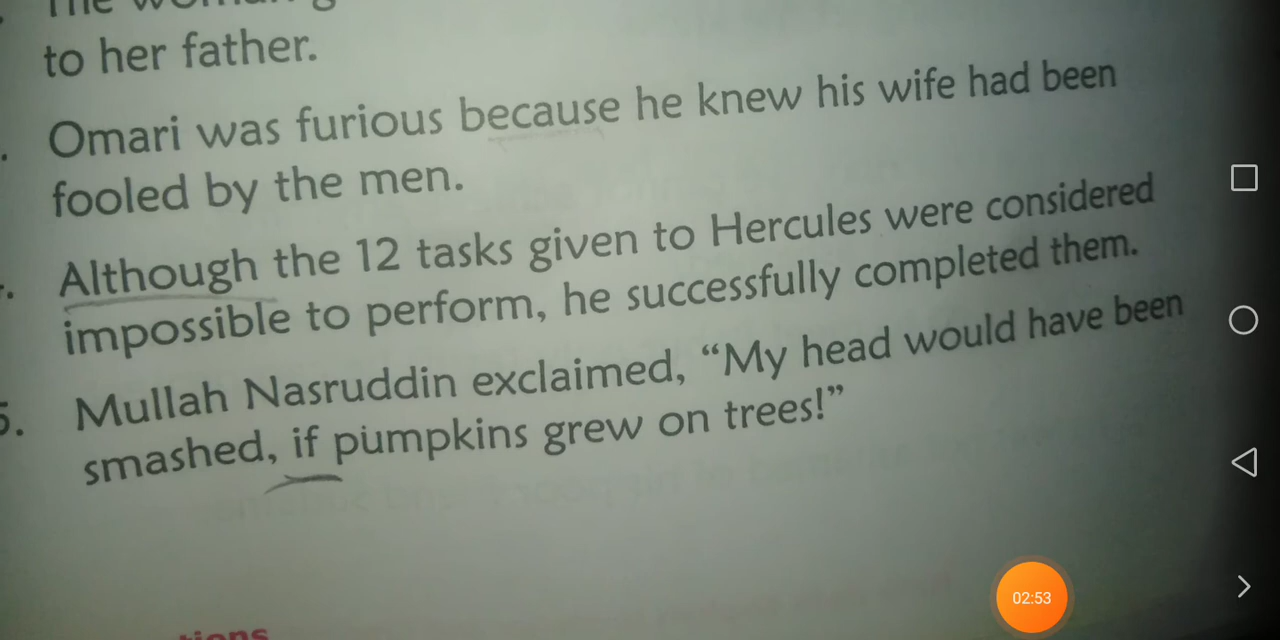 to her father.
Omari was furious because he knew his wife had been
fooled by the men.
Although the 12 tasks given to Hercules were considered
impossible to perform, he successfully completed them.
5. Mullah Nasruddin exclaimed, “My head would have been
smashed, if pumpkins grew on trees!”
02:53